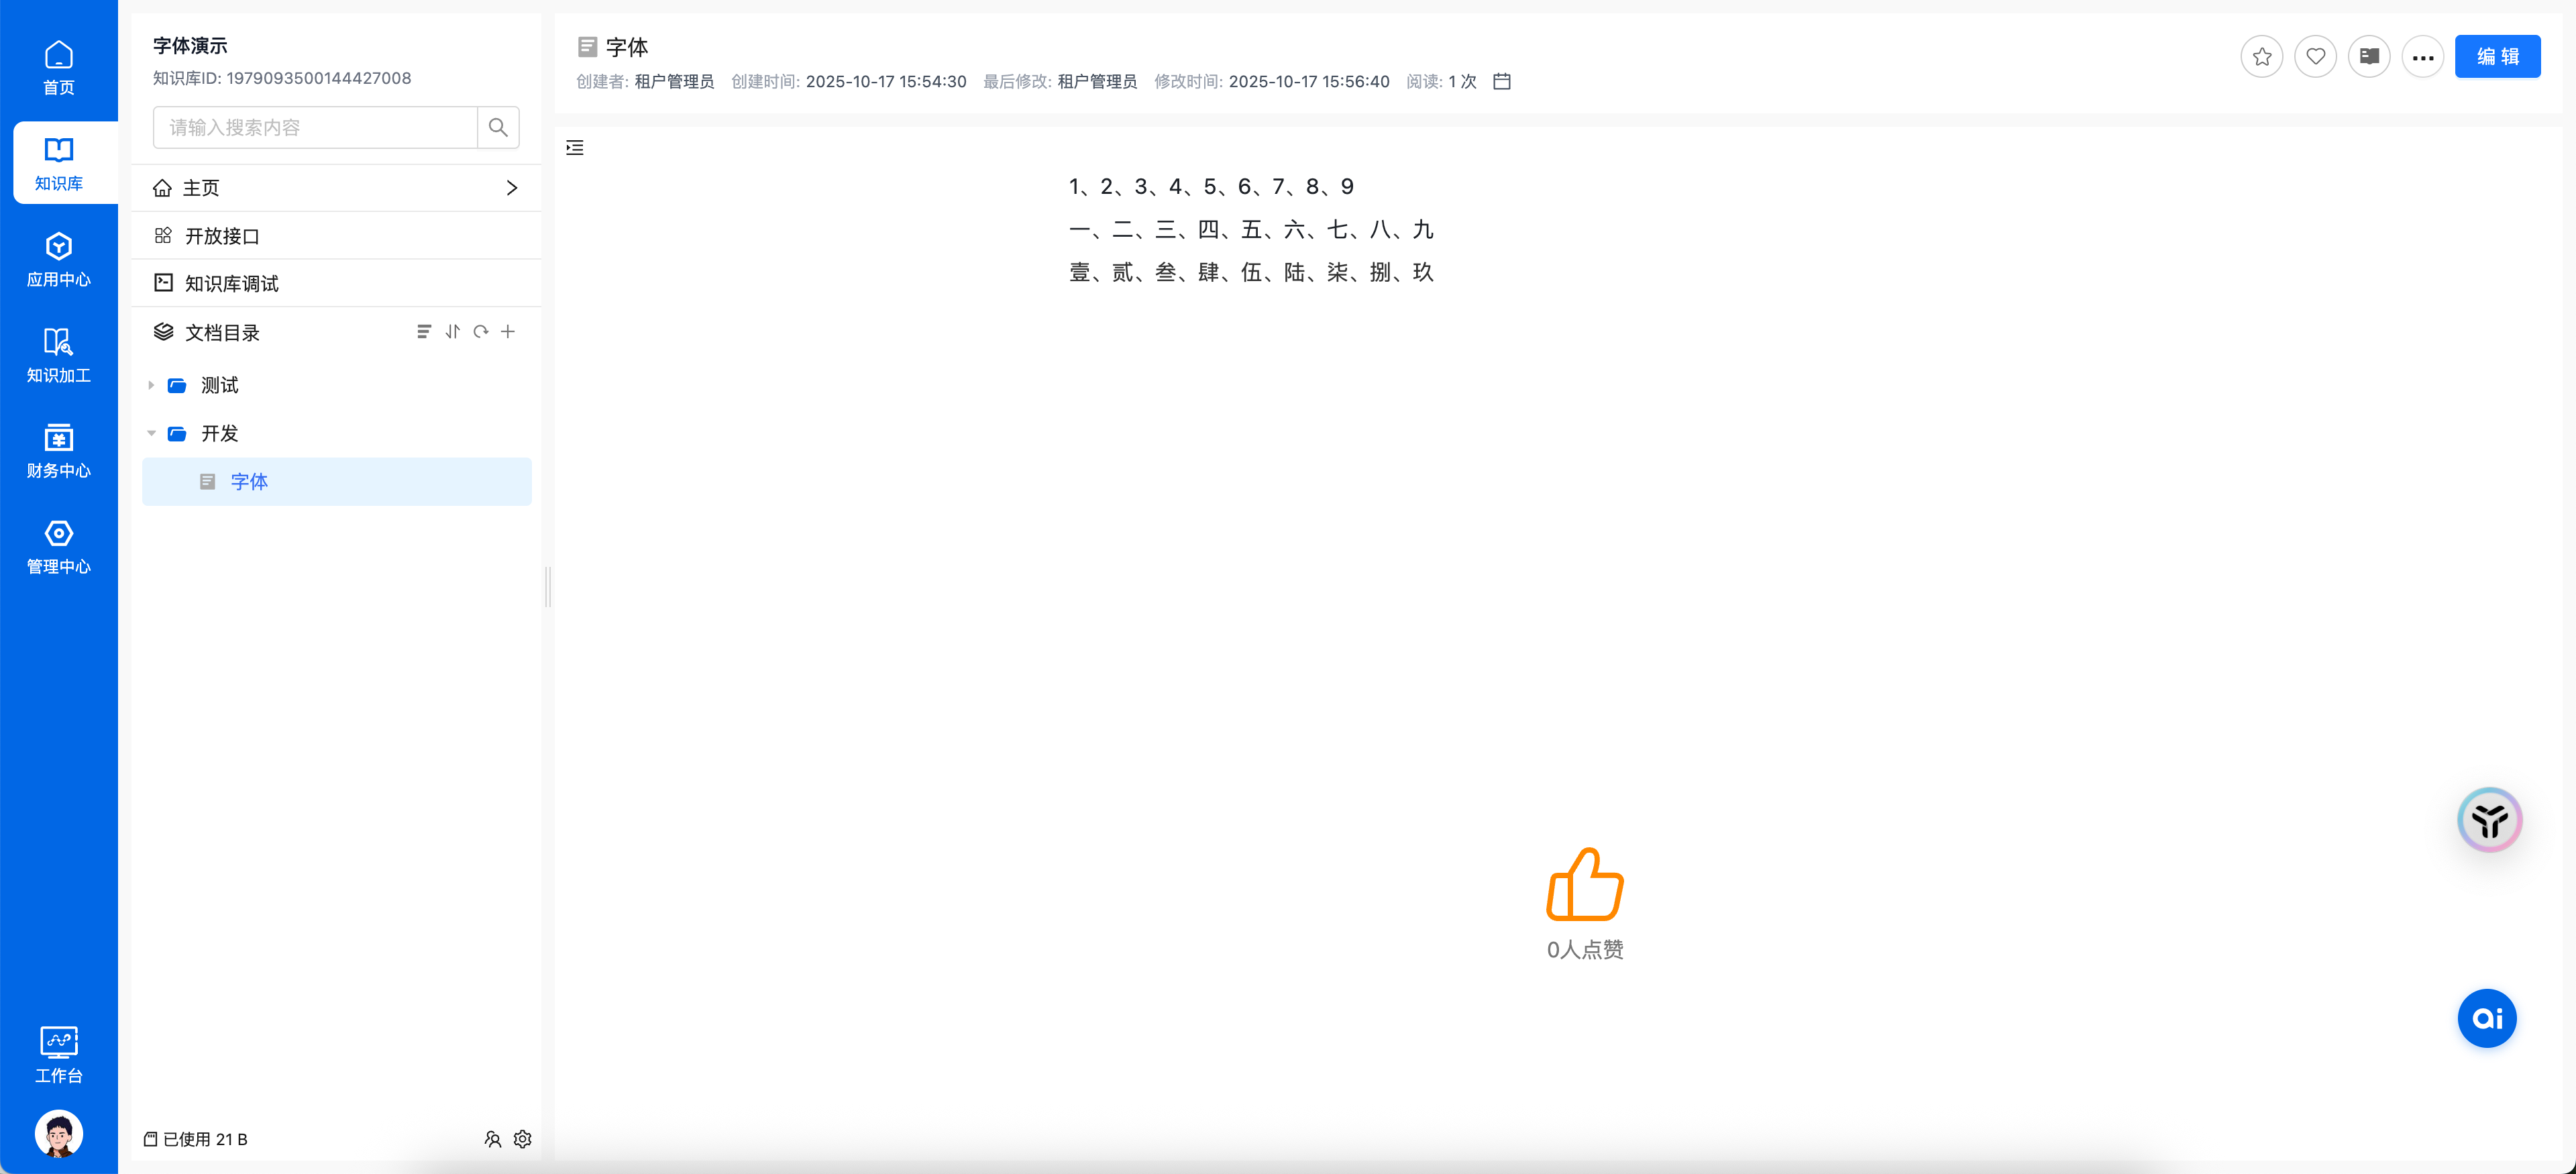 首页
知识库
应用中心
知识加工
财务中心
管理中心
工作台
字体演示
知识库ID: 1979093500144427008
请输入搜索内容
主页
开放接口
知识库调试
文档目录
测试
开发
字体
已使用 21 B
字体
创建者: 租户管理员 创建时间: 2025-10-17 15:54:30 最后修改: 租户管理员 修改时间: 2025-10-17 15:56:40 阅读: 1 次
编 辑
1、2、3、4、5、6、7、8、9
一、二、三、四、五、六、七、八、九
壹、贰、叁、肆、伍、陆、柒、捌、玖
0人点赞
ai